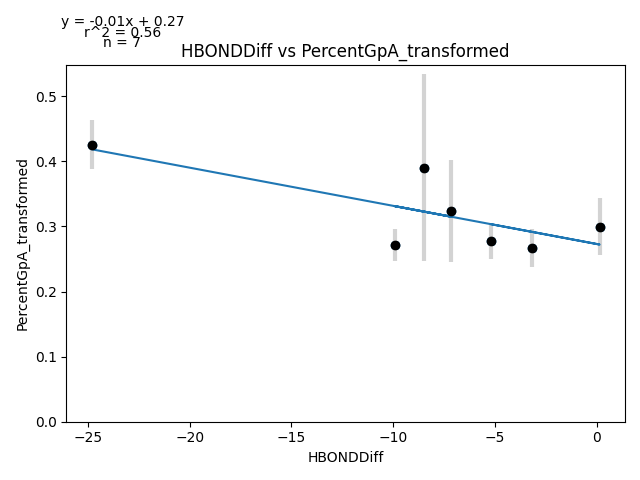 y = -0.01x + 0.27
r^2 = 0.56
n = 7
HBONDDiff vs PercentGpA_transformed
PercentGpA_transformed
0.5
0.4
0.3
0.2
0.1
0.0
−25
−20
−15
−10
−5
0
HBONDDiff